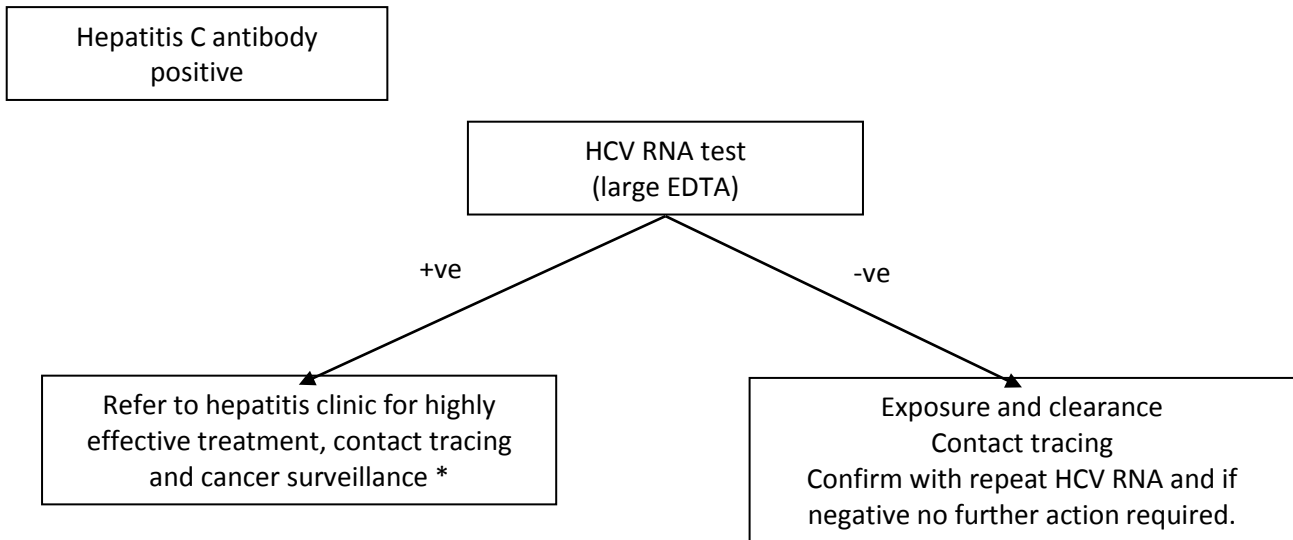 Hepatitis C antibody
positive
HCV RNA test
(large EDTA)
+ve
-ve
Refer to hepatitis clinic for highly
effective treatment, contact tracing
and cancer surveillance *
Exposure and clearance
Contact tracing
Confirm with repeat HCV RNA and if
negative no further action required.